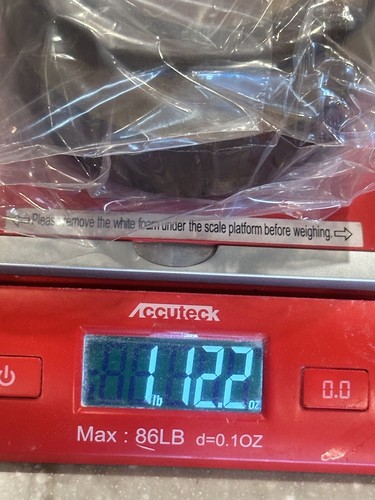 Please remove the white foam under the scale platform before weighing.
Accuteck
1 lb 12.2 oz
0.0
Max : 86LB d=0.1OZ